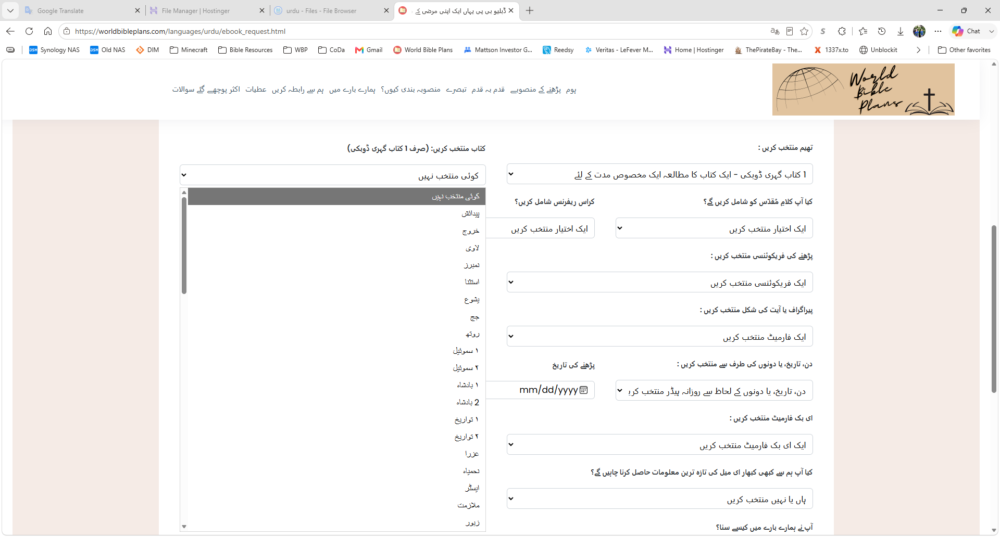 Google Translate
File Manager | Hostinger
urdu - Files - File Browser
ڈبلیو بی پی یہاں ایک اپنی مرضی کے
https://worldbibleplans.com/languages/urdu/ebook_request.html
Chat
Synology NAS
Old NAS
DIM
Minecraft
Bible Resources
WBP
CoDa
Gmail
World Bible Plans
Mattson Investor G...
Reedsy
Veritas - LeFever M...
Home | Hostinger
ThePirateBay - The...
1337x.to
Unblockit
Other favorites
World
Bible
Plans
ہوم پڑھنے کے منصوبے قدم بہ قدم تبصرے منصوبہ بندی کیوں؟ ہمارے بارے میں ہم سے رابطہ کریں عطیات اکثر پوچھے گئے سوالات
تھیم منتخب کریں :
1 کتاب گہری ڈوبکی - ایک کتاب کا مطالعہ ایک مخصوص مدت کے لئے
کتاب منتخب کریں: (صرف 1 کتاب گہری ڈوبکی)
کوئی منتخب نہیں
کوئی منتخب نہیں
پیدائش
خروج
لاوی
نمبرز
استثنا
یشوع
جج
روتھ
۱ سموئیل
۲ سموئیل
۱ بادشاہ
2 بادشاہ
۱ تواریخ
۲ تواریخ
عزرا
نحمیاہ
ایسٹر
ملازمت
زبور
کیا آپ کلامِ مُقدّس کو شامل کریں گے؟
ایک اختیار منتخب کریں
کراس ریفرنس شامل کریں؟
ایک اختیار منتخب کریں
پڑھنے کی فریکوئنسی منتخب کریں :
ایک فریکوئنسی منتخب کریں
پیراگراف یا آیت کی شکل منتخب کریں :
ایک فارمیٹ منتخب کریں
دن، تاریخ، یا دونوں کی طرف سے منتخب کریں :
دن، تاریخ، یا دونوں کے لحاظ سے روزانہ ہیڈر منتخب کریں
پڑھنے کی تاریخ
mm/dd/yyyy
ای بک فارمیٹ منتخب کریں :
ایک ای بک فارمیٹ منتخب کریں
کیا آپ ہم سے کبھی کبھار ای میل کی تازہ ترین معلومات حاصل کرنا چاہیں گے؟
ہاں یا نہیں منتخب کریں
آپ نے ہمارے بارے میں کیسے سنا؟